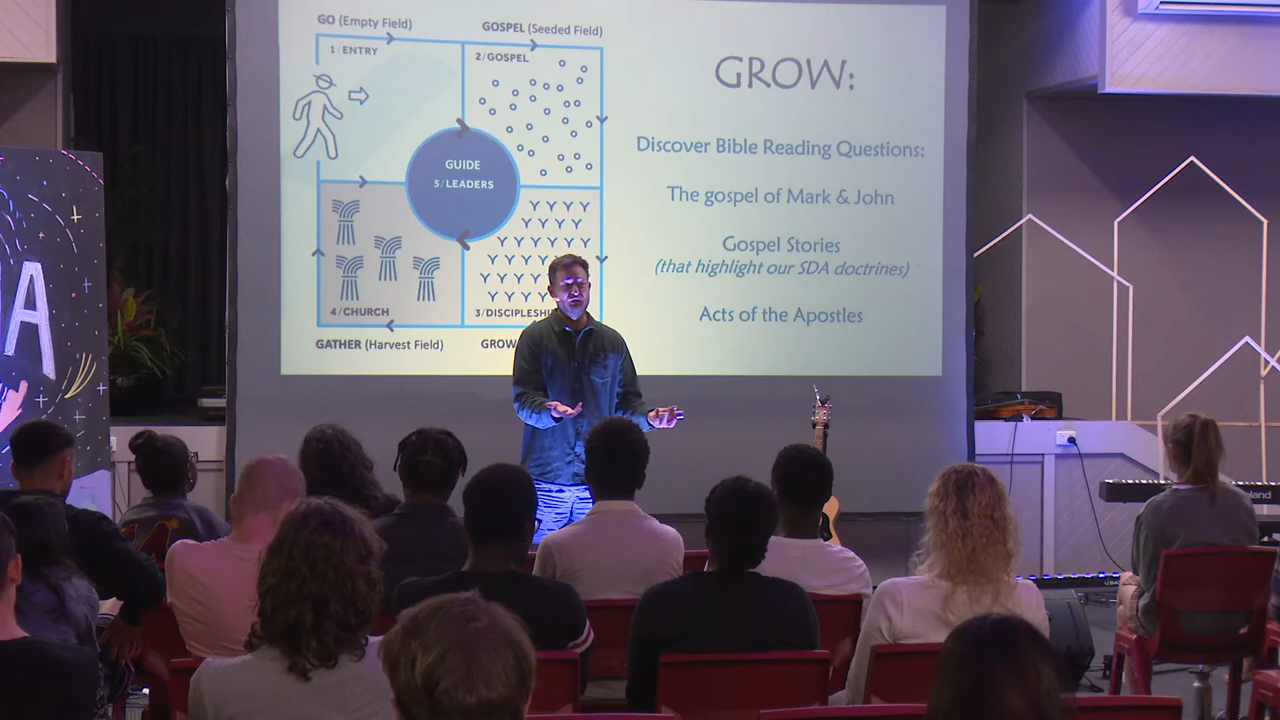 GO (Empty Field)
GOSPEL (Seeded Field)
1/ENTRY
2/GOSPEL
GUIDE
5/LEADERS
4/CHURCH
3/DISCIPLESHI
GATHER (Harvest Field)
GROW
GROW:
Discover Bible Reading Questions:
The gospel of Mark & John
Gospel Stories
(that highlight our SDA doctrines)
Acts of the Apostles
A
Roland